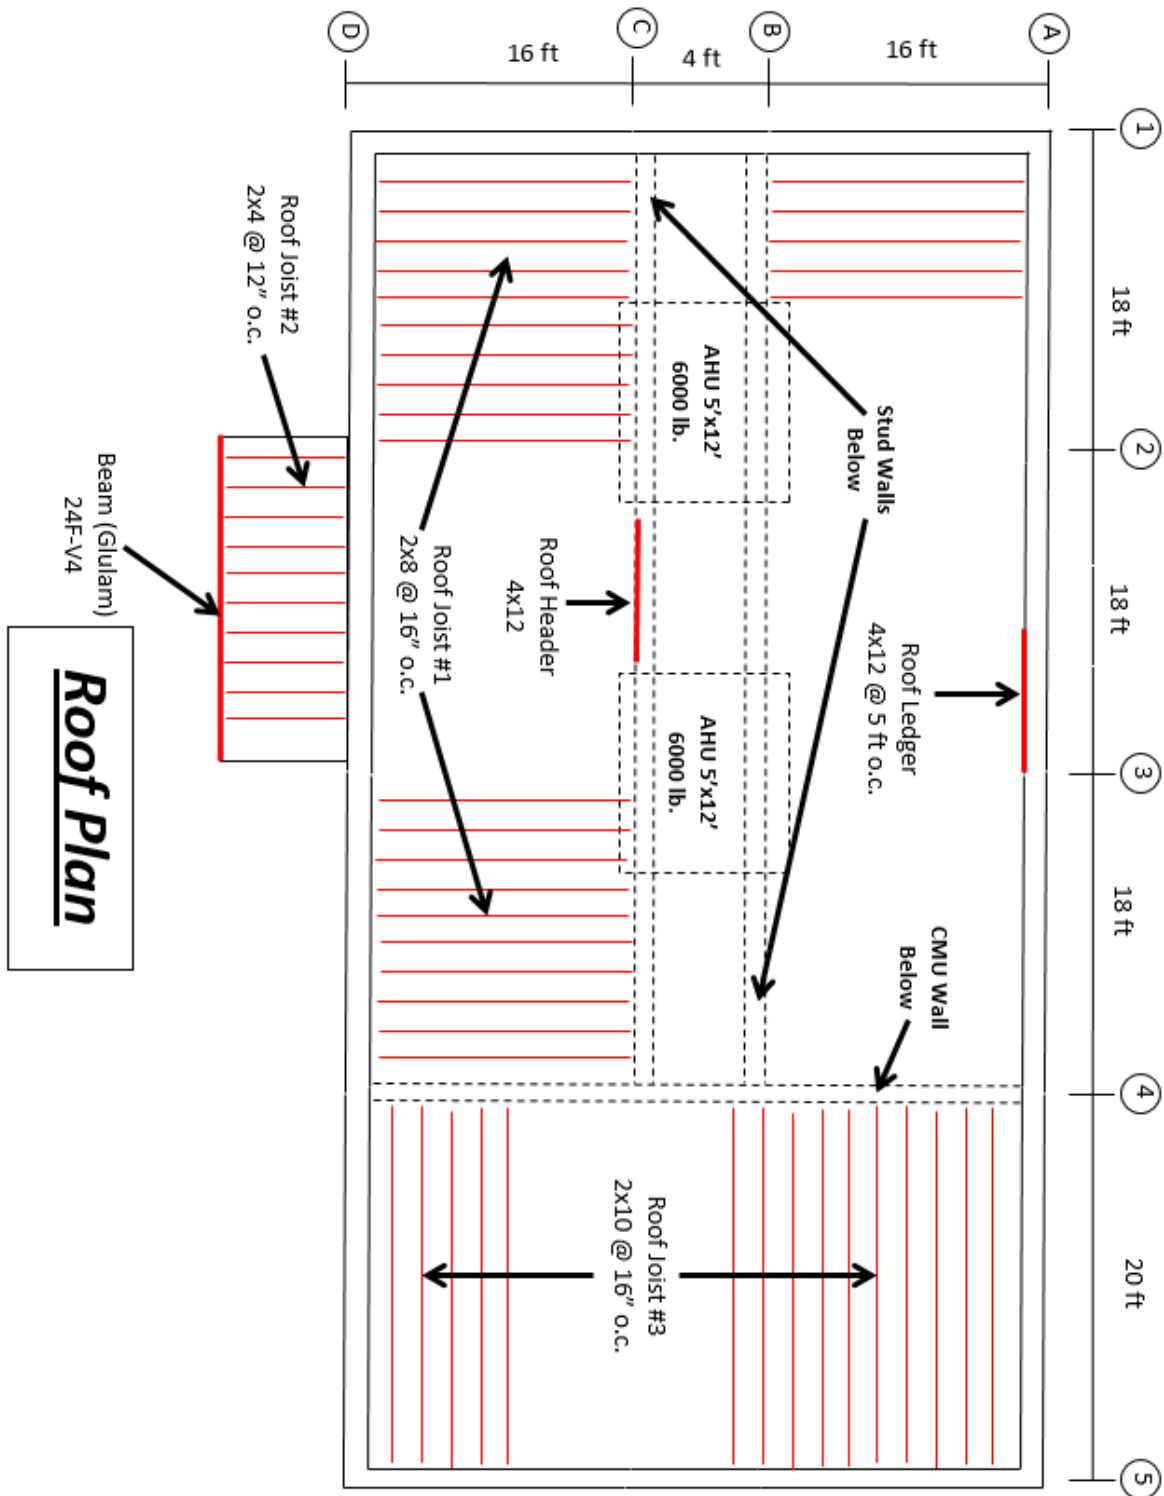 D
C
B
A
16 ft
4 ft
16 ft
1
2
3
4
5
18 ft
18 ft
18 ft
20 ft
Roof Joist #2
2x4 @ 12” o.c.
Beam (Glulam)
24F-V4
Roof Joist #1
2x8 @ 16” o.c.
AHU 5’x12’
6000 lb.
Roof Header
4x12
AHU 5’x12’
6000 lb.
Stud Walls
Below
Roof Ledger
4x12 @ 5 ft o.c.
CMU Wall
Below
Roof Joist #3
2x10 @ 16” o.c.
Roof Plan